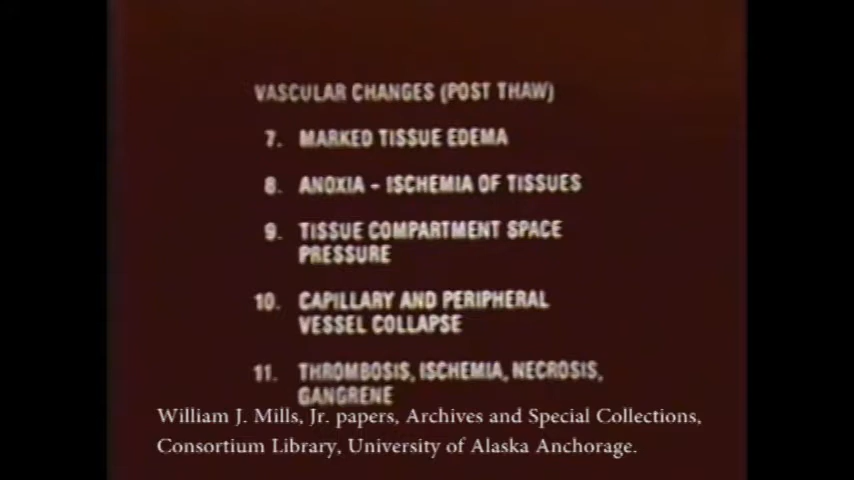 VASCULAR CHANGES (POST THAW)
7. MARKED TISSUE EDEMA
8. ANOXIA - ISCHEMIA OF TISSUES
9. TISSUE COMPARTMENT SPACE
PRESSURE
10. CAPILLARY AND PERIPHERAL
VESSEL COLLAPSE
11. THROMBOSIS, ISCHEMIA, NECROSIS,
GANGRENE
William J. Mills, Jr. papers, Archives and Special Collections,
Consortium Library, University of Alaska Anchorage.